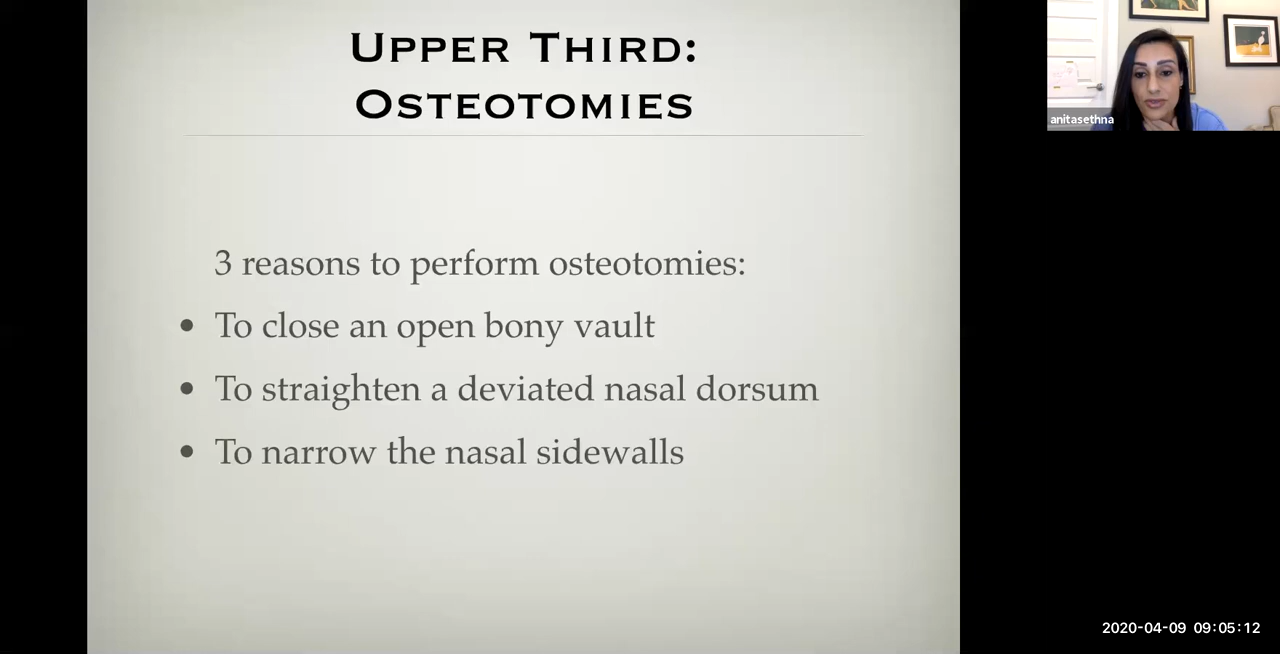 Upper Third:
Osteotomies
3 reasons to perform osteotomies:
• To close an open bony vault
• To straighten a deviated nasal dorsum
• To narrow the nasal sidewalls
anitasethna
2020-04-09 09:05:12